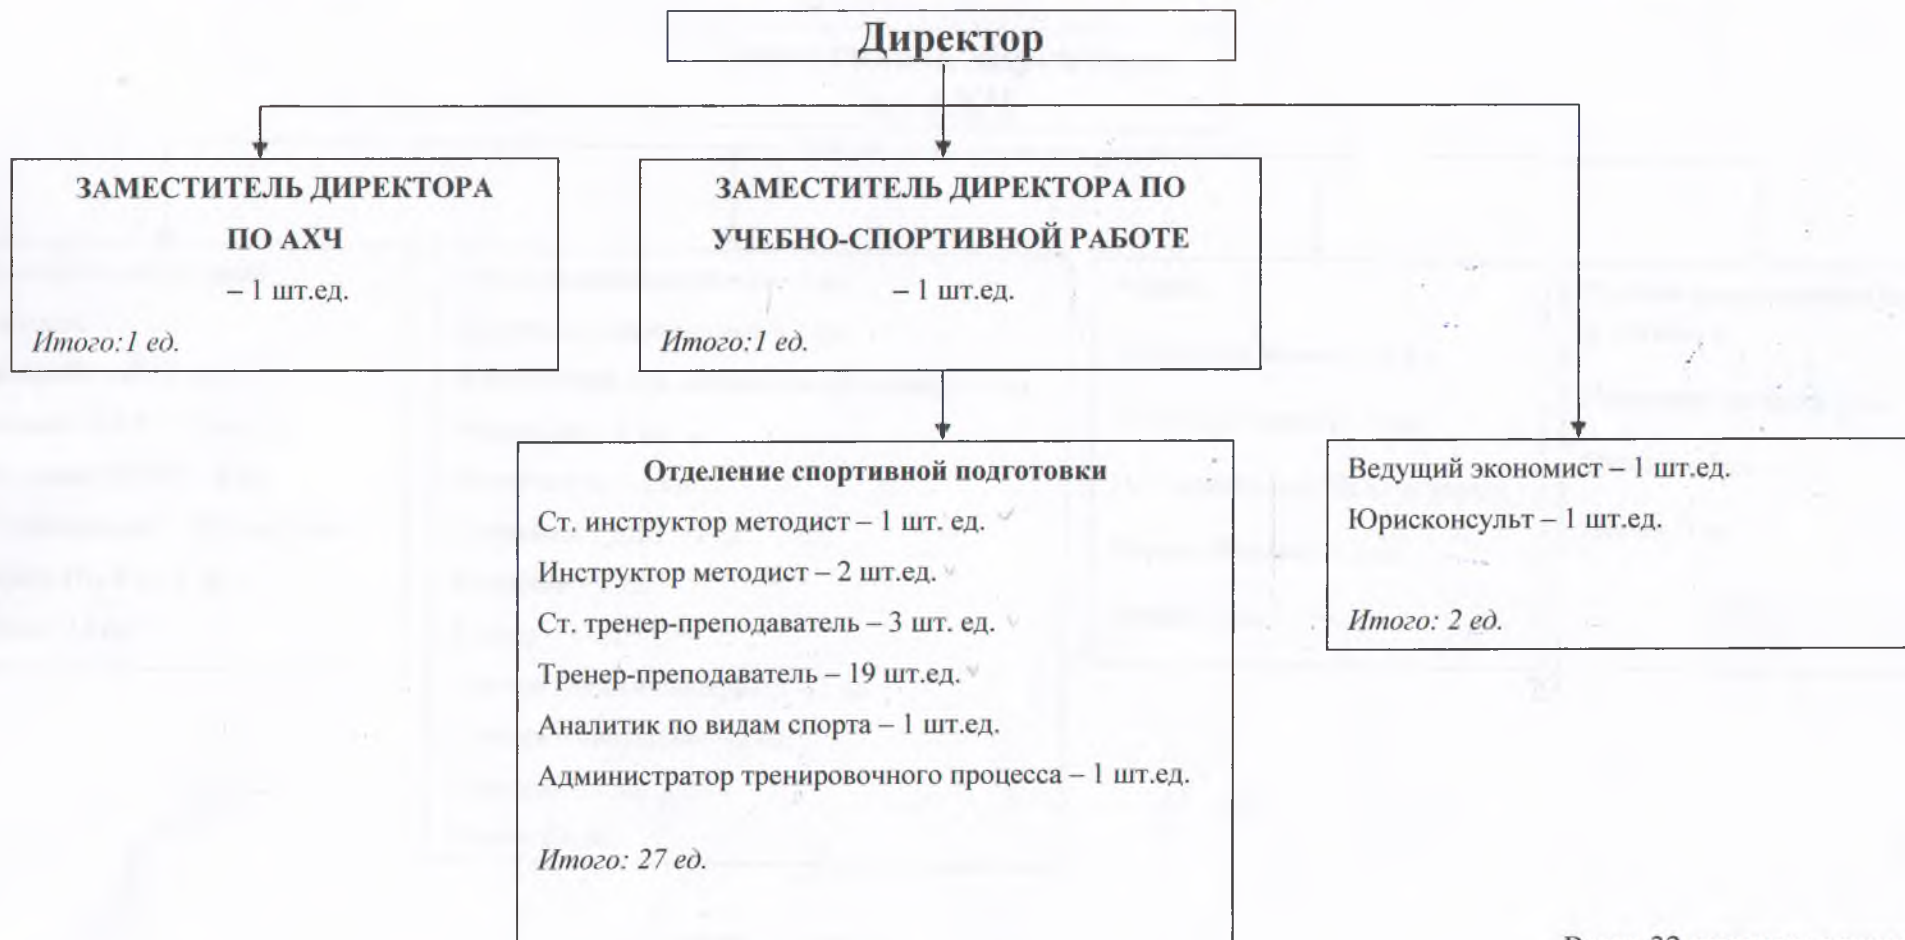 Директор
ЗАМЕСТИТЕЛЬ ДИРЕКТОРА
ПО АХЧ
– 1 шт.ед.
Итого:1 ед.
ЗАМЕСТИТЕЛЬ ДИРЕКТОРА ПО
УЧЕБНО-СПОРТИВНОЙ РАБОТЕ
– 1 шт.ед.
Итого:1 ед.
Отделение спортивной подготовки
Ст. инструктор методист – 1 шт. ед.
Инструктор методист – 2 шт.ед.
Ст. тренер-преподаватель – 3 шт. ед.
Тренер-преподаватель – 19 шт.ед.
Аналитик по видам спорта – 1 шт.ед.
Администратор тренировочного процесса – 1 шт.ед.
Итого: 27 ед.
Ведущий экономист – 1 шт.ед.
Юрисконсульт – 1 шт.ед.
Итого: 2 ед.